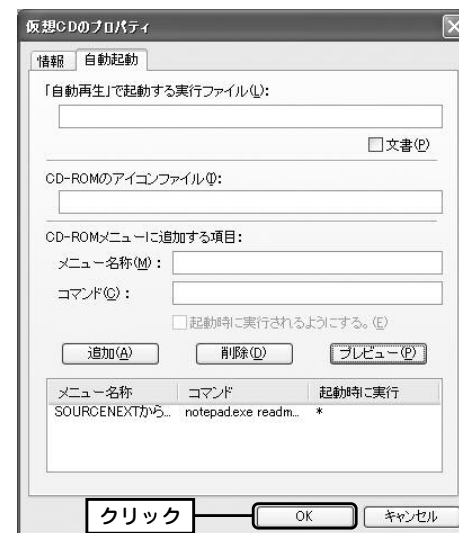 仮想CDのプロパティ
情報 自動起動
「自動再生」で起動する実行ファイル(L):
文書(P)
CD-ROMのアイコンファイル(I):
CD-ROMメニューに追加する項目:
メニュー名称(M):
コマンド(C):
起動時に実行されるようにする。(E)
追加(A) 削除(D) プレビュー(P)
メニュー名称 コマンド 起動時に実行
SOURCENEXTから... notepad.exe readm... *
クリック OK キャンセル